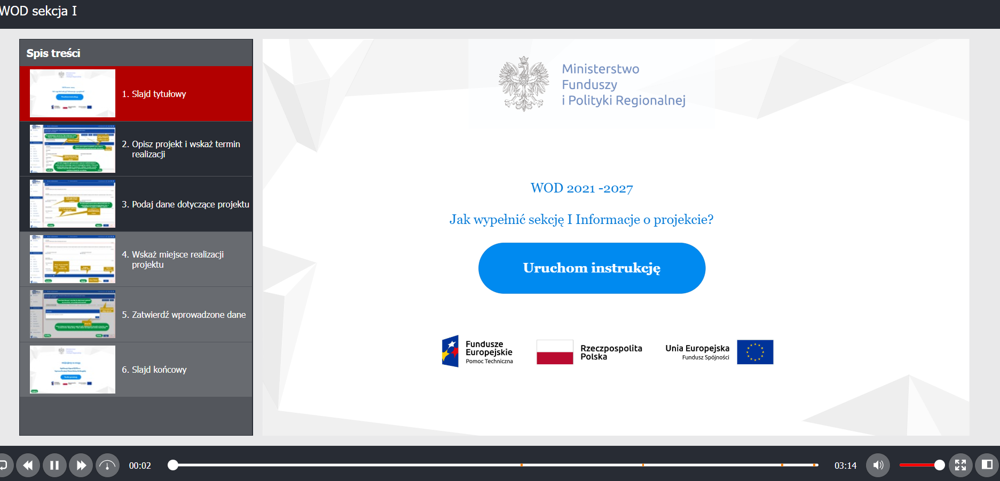 WOD sekcja I
Spis treści
1. Slajd tytułowy
2. Opisz projekt i wskaż termin
realizacji
3. Podaj dane dotyczące projektu
4. Wskaż miejsce realizacji
projektu
5. Zatwierdź wprowadzone dane
6. Slajd końcowy
Ministerstwo
Funduszy
i Polityki Regionalnej
WOD 2021 -2027
Jak wypełnić sekcję I Informacje o projekcie?
Uruchom instrukcję
Fundusze
Europejskie
Pomoc Techniczna
Rzeczpospolita
Polska
Unia Europejska
Fundusz Spójności
00:02
03:14